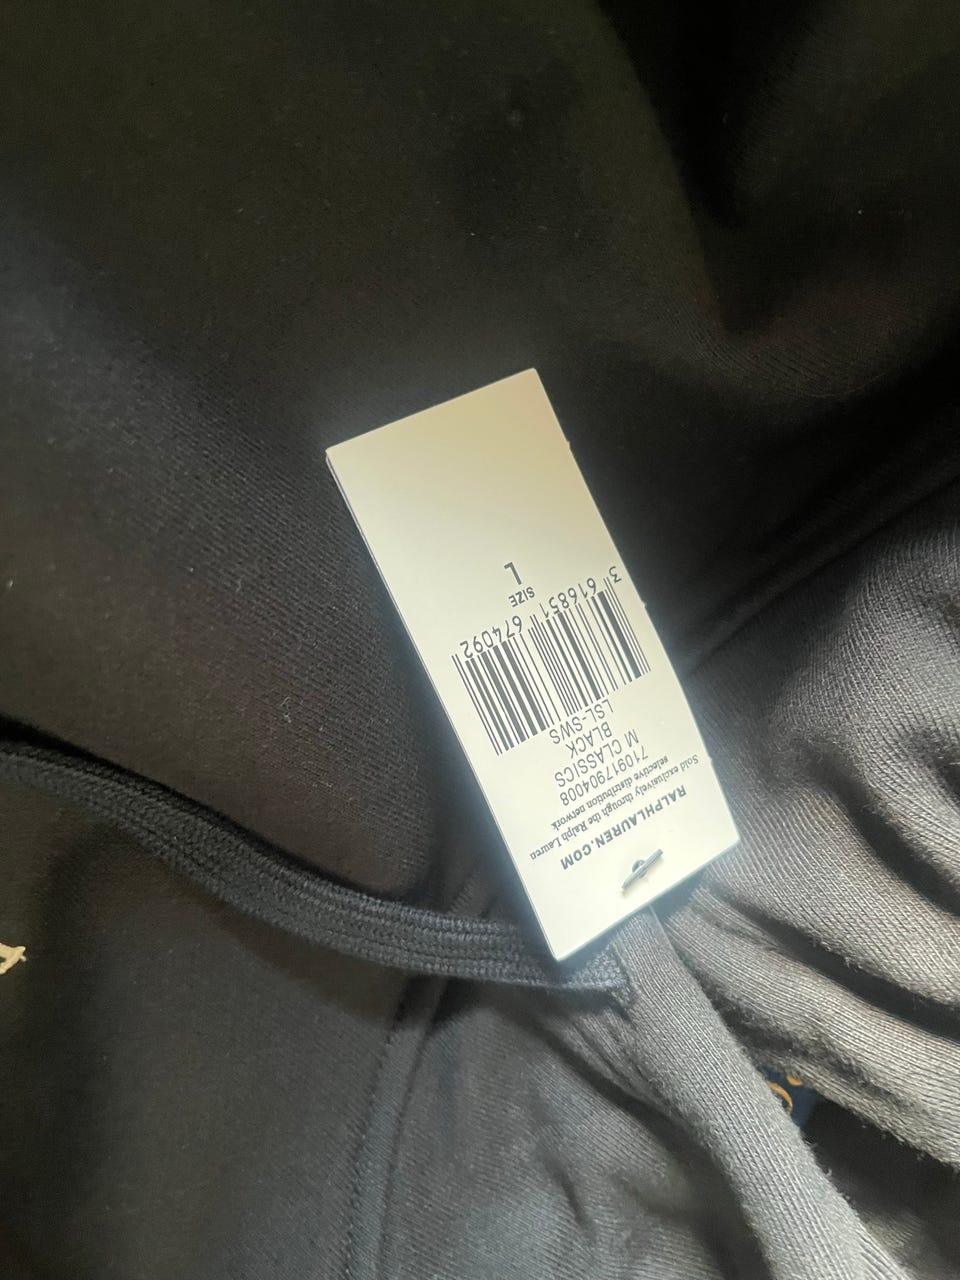 RALPHLAUREN.COM
Sold exclusively through the Ralph Lauren
selective distribution network
710917904008
M CLASSICS
BLACK
LSL-SWS
3 616851 674092
SIZE
L